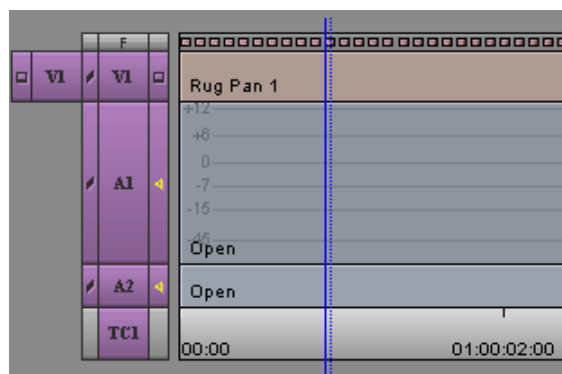 F
V1 V1 Rug Pan 1
+12
+6
0
A1 -7
-15
-45
Open
A2 Open
TC1
00:00 01:00:02:00